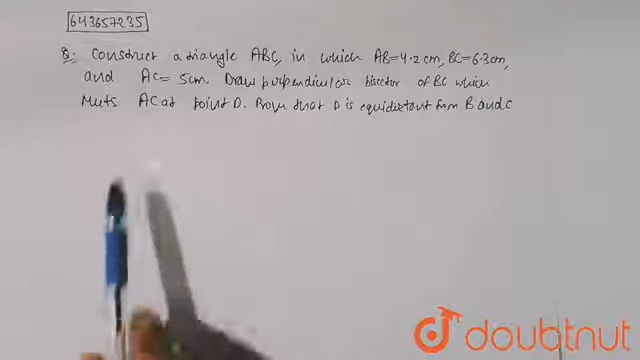 643657235
Q: Construct a triangle ABC, in which AB=4.2 cm, BC=6.3cm,
and AC= 5cm. Draw perpendicular bisector of BC which
Meets AC at point D. Prove that D is equidistant from B and C
doubtnut